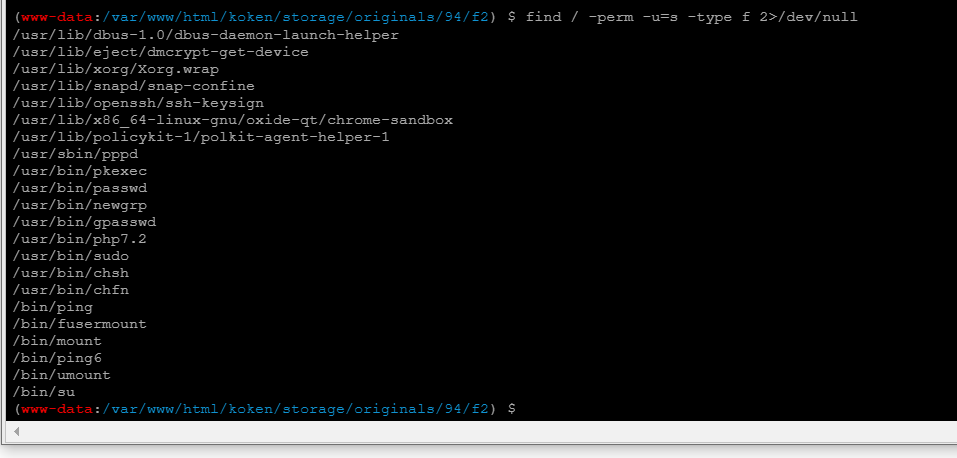 (www-data:/var/www/html/koken/storage/originals/94/f2) $ find / -perm -u=s -type f 2>/dev/null
/usr/lib/dbus-1.0/dbus-daemon-launch-helper
/usr/lib/eject/dmcrypt-get-device
/usr/lib/xorg/Xorg.wrap
/usr/lib/snapd/snap-confine
/usr/lib/openssh/ssh-keysign
/usr/lib/x86_64-linux-gnu/oxide-qt/chrome-sandbox
/usr/lib/policykit-1/polkit-agent-helper-1
/usr/sbin/pppd
/usr/bin/pkexec
/usr/bin/passwd
/usr/bin/newgrp
/usr/bin/gpasswd
/usr/bin/php7.2
/usr/bin/sudo
/usr/bin/chsh
/usr/bin/chfn
/bin/ping
/bin/fusermount
/bin/mount
/bin/ping6
/bin/umount
/bin/su
(www-data:/var/www/html/koken/storage/originals/94/f2) $